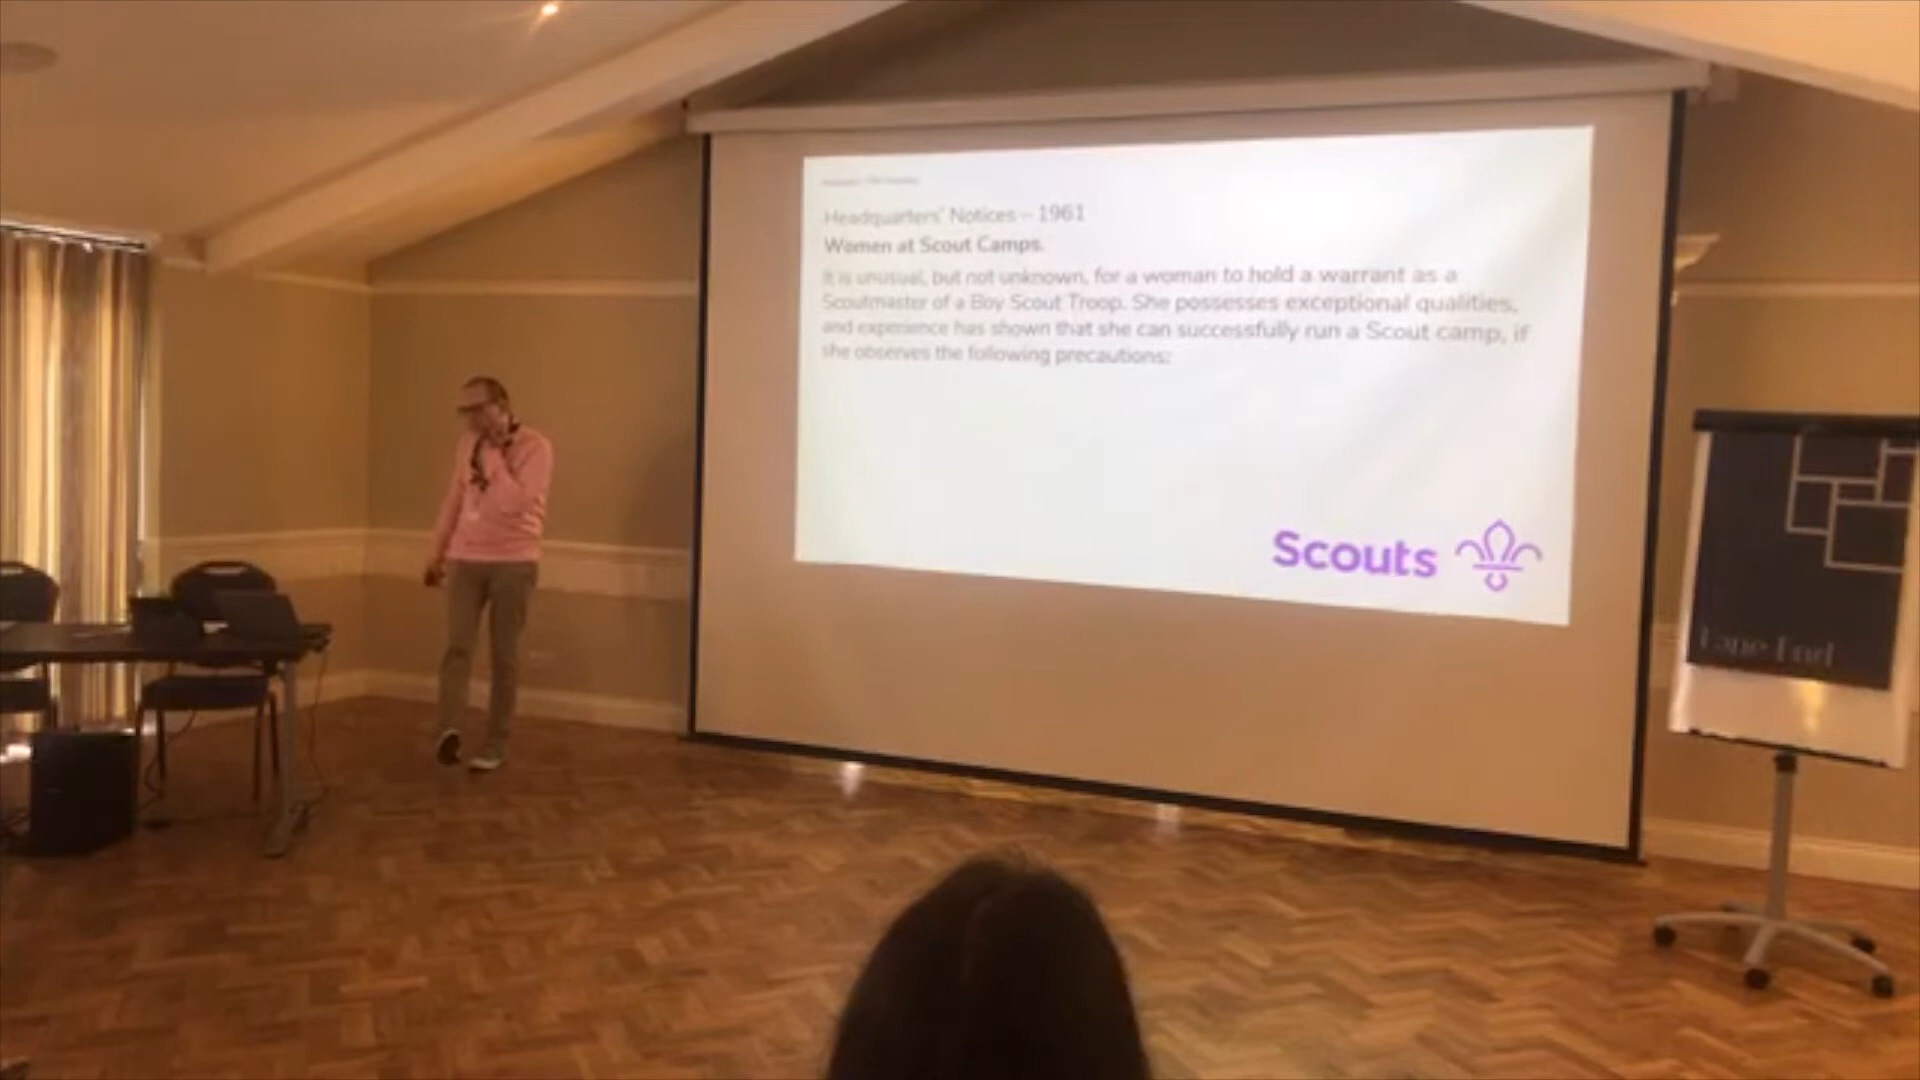 Headquarters' Notices – 1961
Women at Scout Camps.
It is unusual, but not unknown, for a woman to hold a warrant as a
Scoutmaster of a Boy Scout Troop. She possesses exceptional qualities,
and experience has shown that she can successfully run a Scout camp, if
she observes the following precautions:
Scouts
Lane End